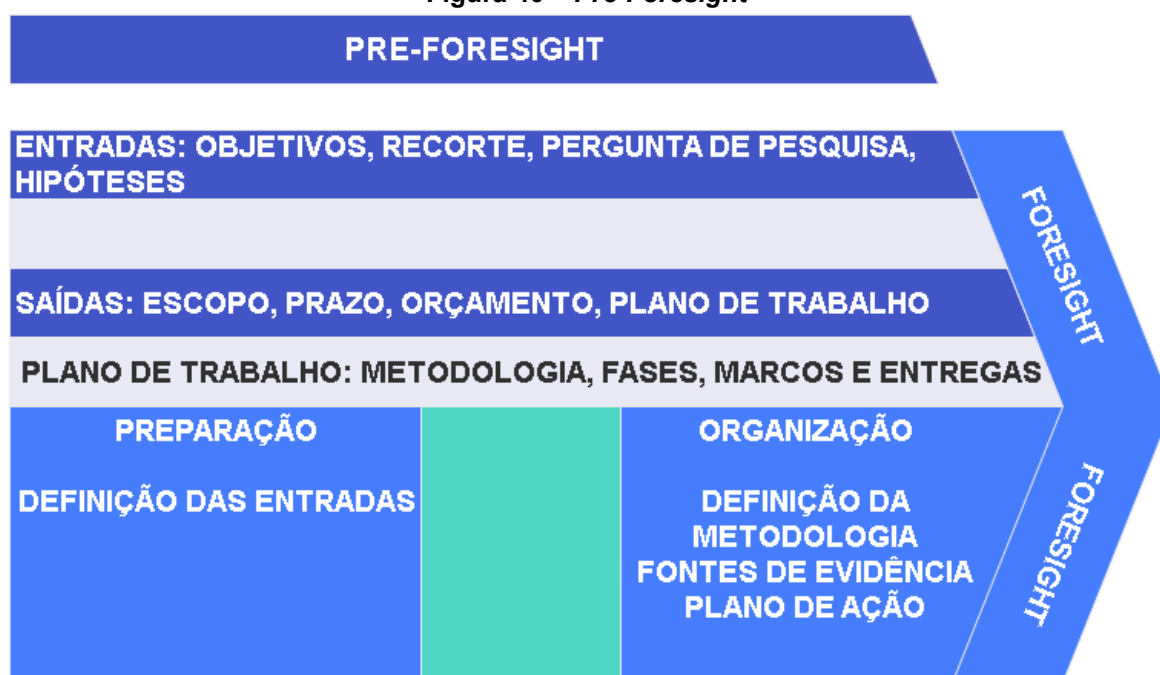 PRE-FORESIGHT
ENTRADAS: OBJETIVOS, RECORTE, PERGUNTA DE PESQUISA,
HIPÓTESES
SAÍDAS: ESCOPO, PRAZO, ORÇAMENTO, PLANO DE TRABALHO
PLANO DE TRABALHO: METODOLOGIA, FASES, MARCOS E ENTREGAS
PREPARAÇÃO
DEFINIÇÃO DAS ENTRADAS
ORGANIZAÇÃO
DEFINIÇÃO DA
METODOLOGIA
FONTES DE EVIDÊNCIA
PLANO DE AÇÃO
FORESIGHT
FORESIGHT